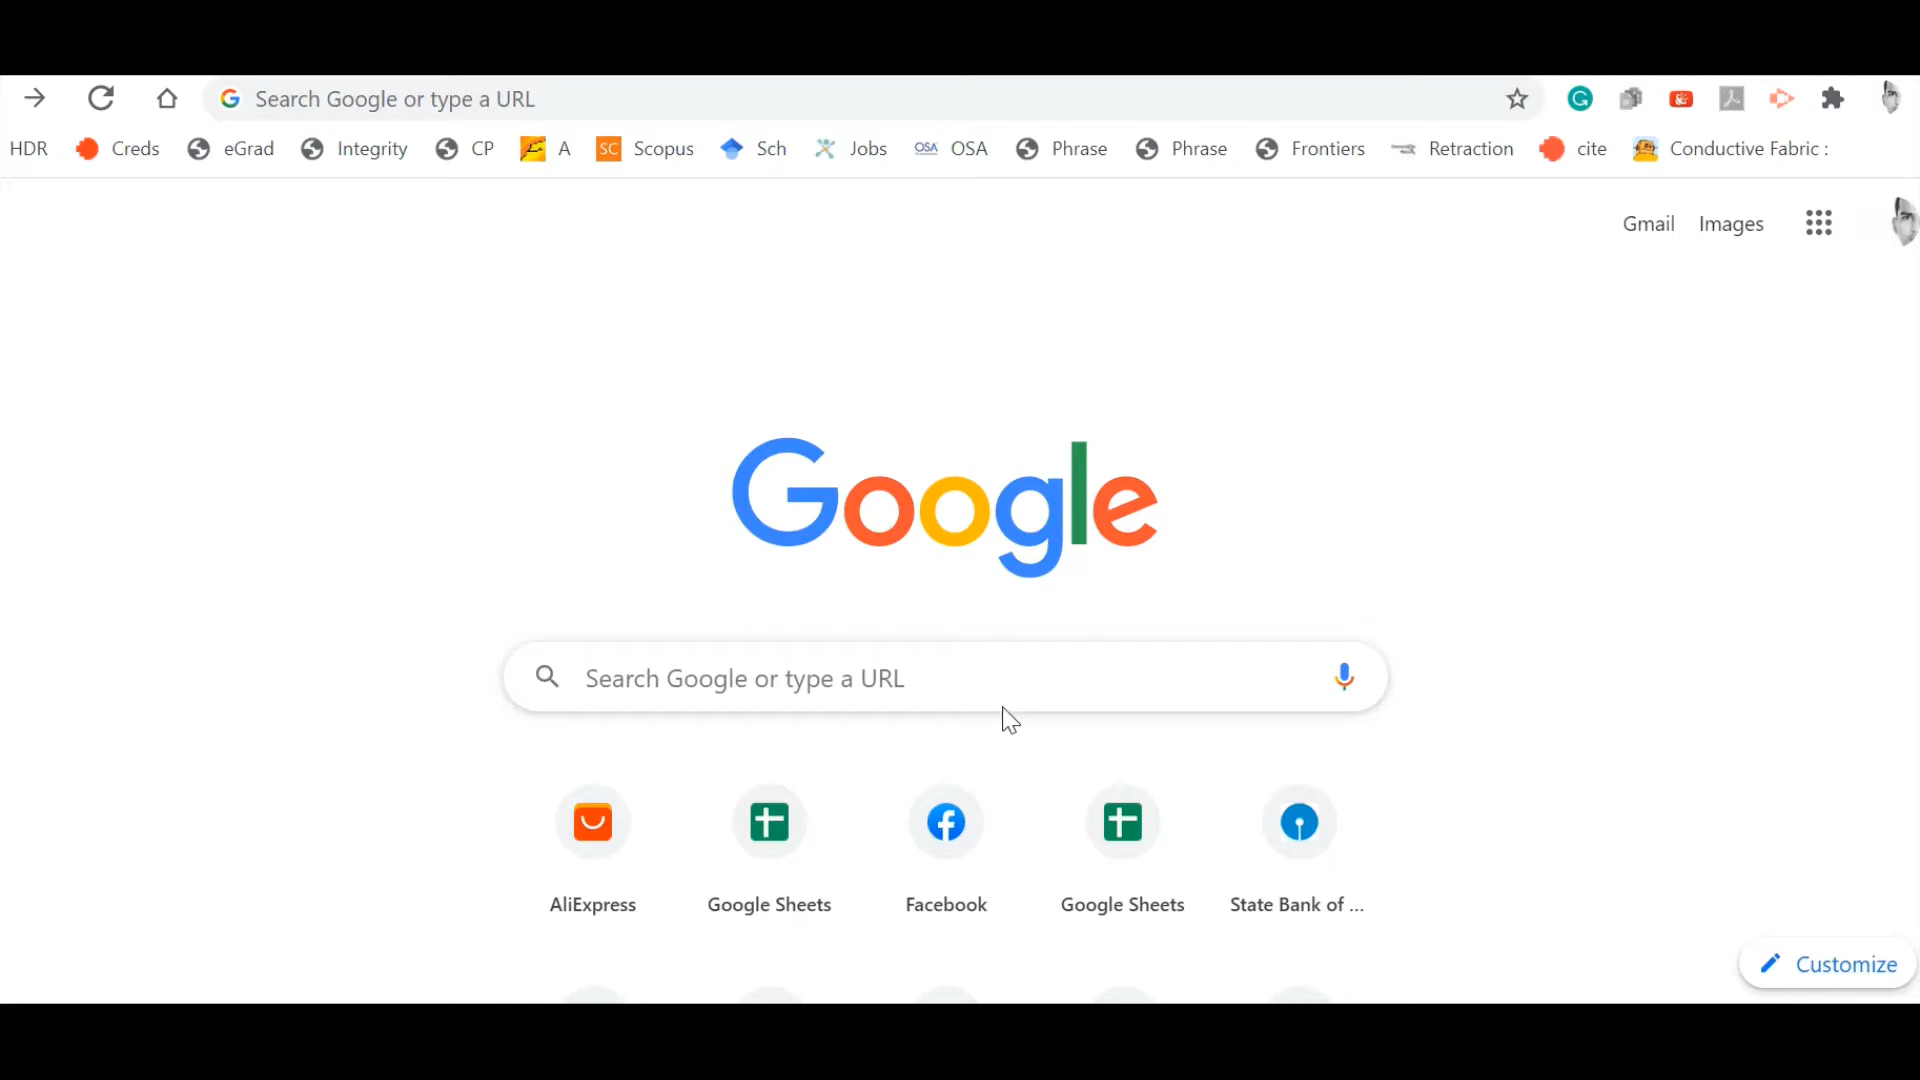 Search Google or type a URL
HDR Creds eGrad Integrity CP A SC Scopus Sch Jobs OSA OSA Phrase Phrase Frontiers Retraction cite Conductive Fabric :
Gmail Images
Google
Search Google or type a URL
AliExpress Google Sheets Facebook Google Sheets State Bank of ...
Customize